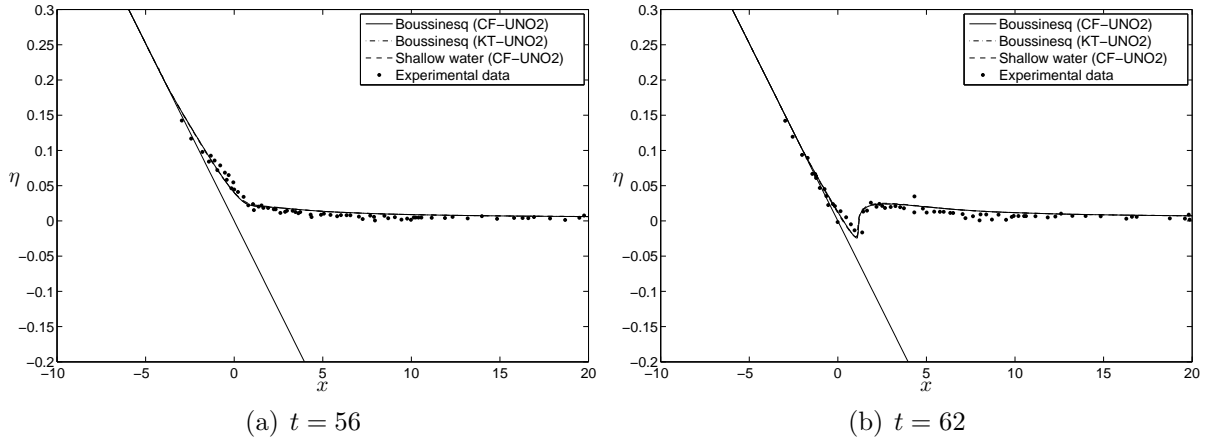 0.3
0.25
0.2
0.15
0.1
0.05
0
−0.05
−0.1
−0.15
−0.2
η
−10
−5
0
5
10
15
20
x
Boussinesq (CF−UNO2)
Boussinesq (KT−UNO2)
Shallow water (CF−UNO2)
Experimental data
(a) t = 56
0.3
0.25
0.2
0.15
0.1
0.05
0
−0.05
−0.1
−0.15
−0.2
η
−10
−5
0
5
10
15
20
x
Boussinesq (CF−UNO2)
Boussinesq (KT−UNO2)
Shallow water (CF−UNO2)
Experimental data
(b) t = 62